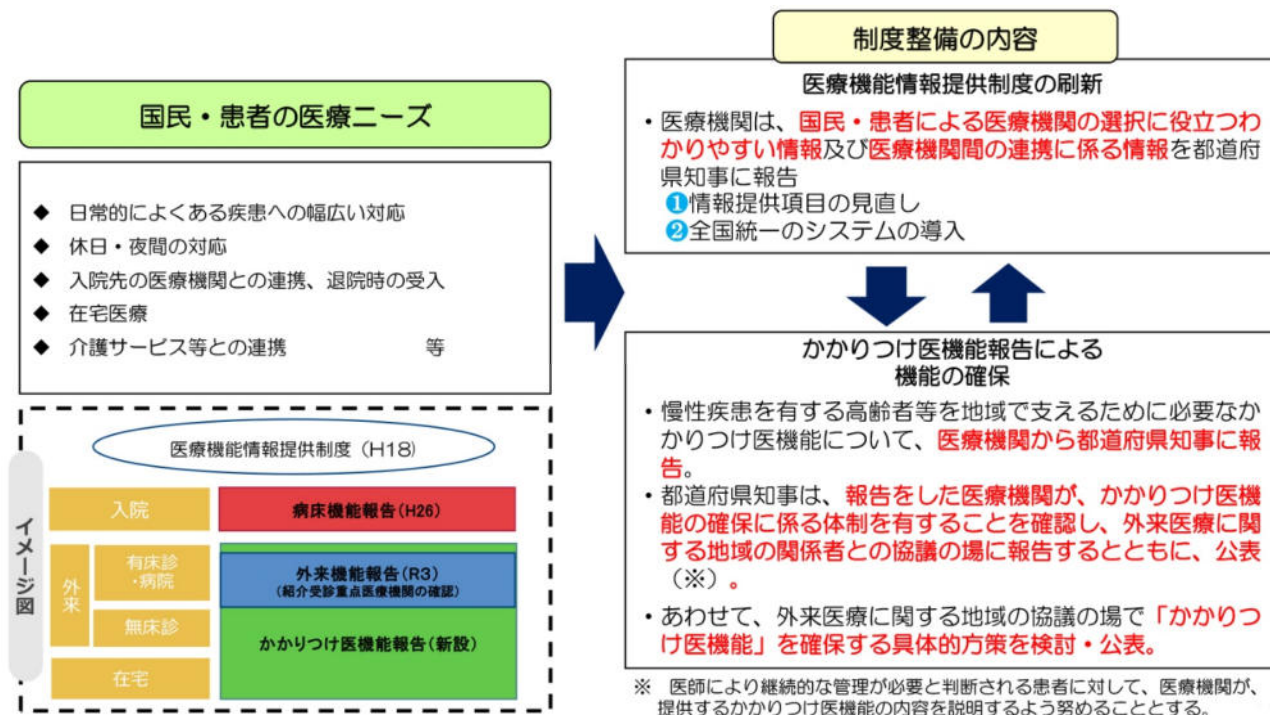 国民・患者の医療ニーズ
◆ 日常的によくある疾患への幅広い対応
◆ 休日・夜間の対応
◆ 入院先の医療機関との連携、退院時の受入
◆ 在宅医療
◆ 介護サービス等との連携 等
イメージ図
医療機能情報提供制度(H18)
入院
病床機能報告(H26)
外来
有床診
・病院
外来機能報告(R3)
(紹介受診重点医療機関の確認)
無床診
かかりつけ医機能報告(新設)
在宅
制度整備の内容
医療機能情報提供制度の刷新
・医療機関は、国民・患者による医療機関の選択に役立つわ
かりやすい情報及び医療機関間の連携に係る情報を都道府
県知事に報告
❶情報提供項目の見直し
❷全国統一のシステムの導入
かかりつけ医機能報告による
機能の確保
・慢性疾患を有する高齢者等を地域で支えるために必要なか
かりつけ医機能について、医療機関から都道府県知事に報
告。
・都道府県知事は、報告をした医療機関が、かかりつけ医機
能の確保に係る体制を有することを確認し、外来医療に関
する地域の関係者との協議の場に報告するとともに、公表
(※)。
・あわせて、外来医療に関する地域の協議の場で「かかりつ
け医機能」を確保する具体的方策を検討・公表。
※ 医師により継続的な管理が必要と判断される患者に対して、医療機関が、
提供するかかりつけ医機能の内容を説明するよう努めることとする。